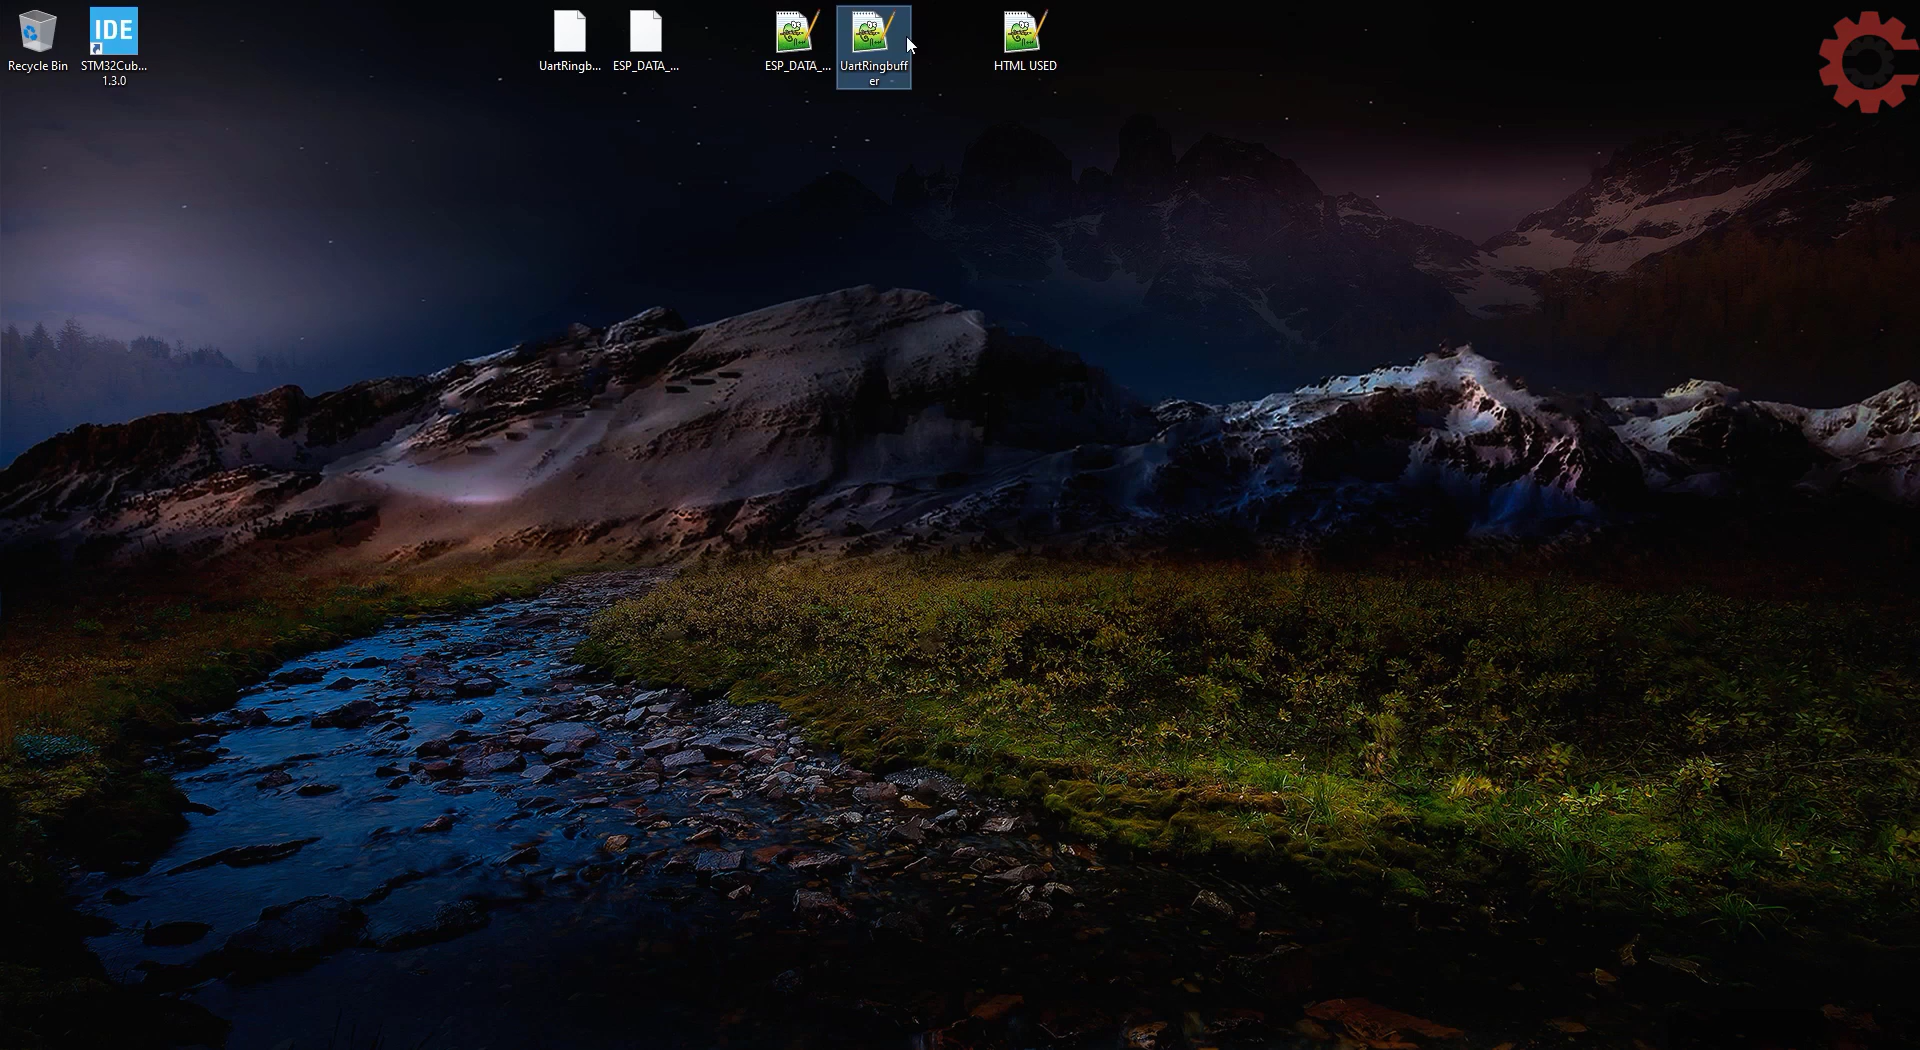 IDE
Recycle Bin
STM32Cub...
1.3.0
UartRingb...
ESP_DATA_...
ESP_DATA_...
UartRingbuff
er
HTML USED